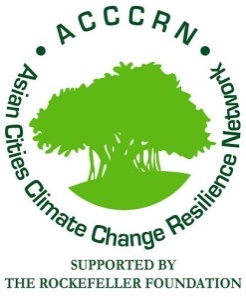 • ACCCRN •
Asian Cities Climate Change Resilience Network
SUPPORTED BY
THE ROCKEFELLER FOUNDATION